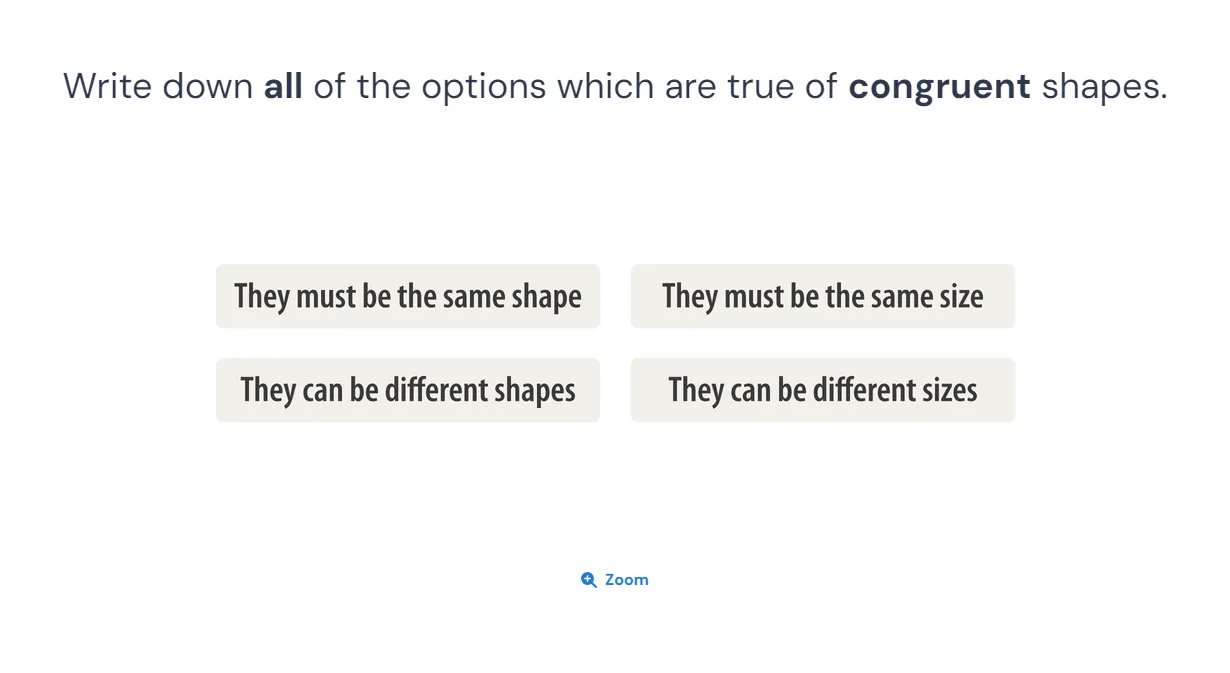 Write down all of the options which are true of congruent shapes.
They must be the same shape
They must be the same size
They can be different shapes
They can be different sizes
Zoom